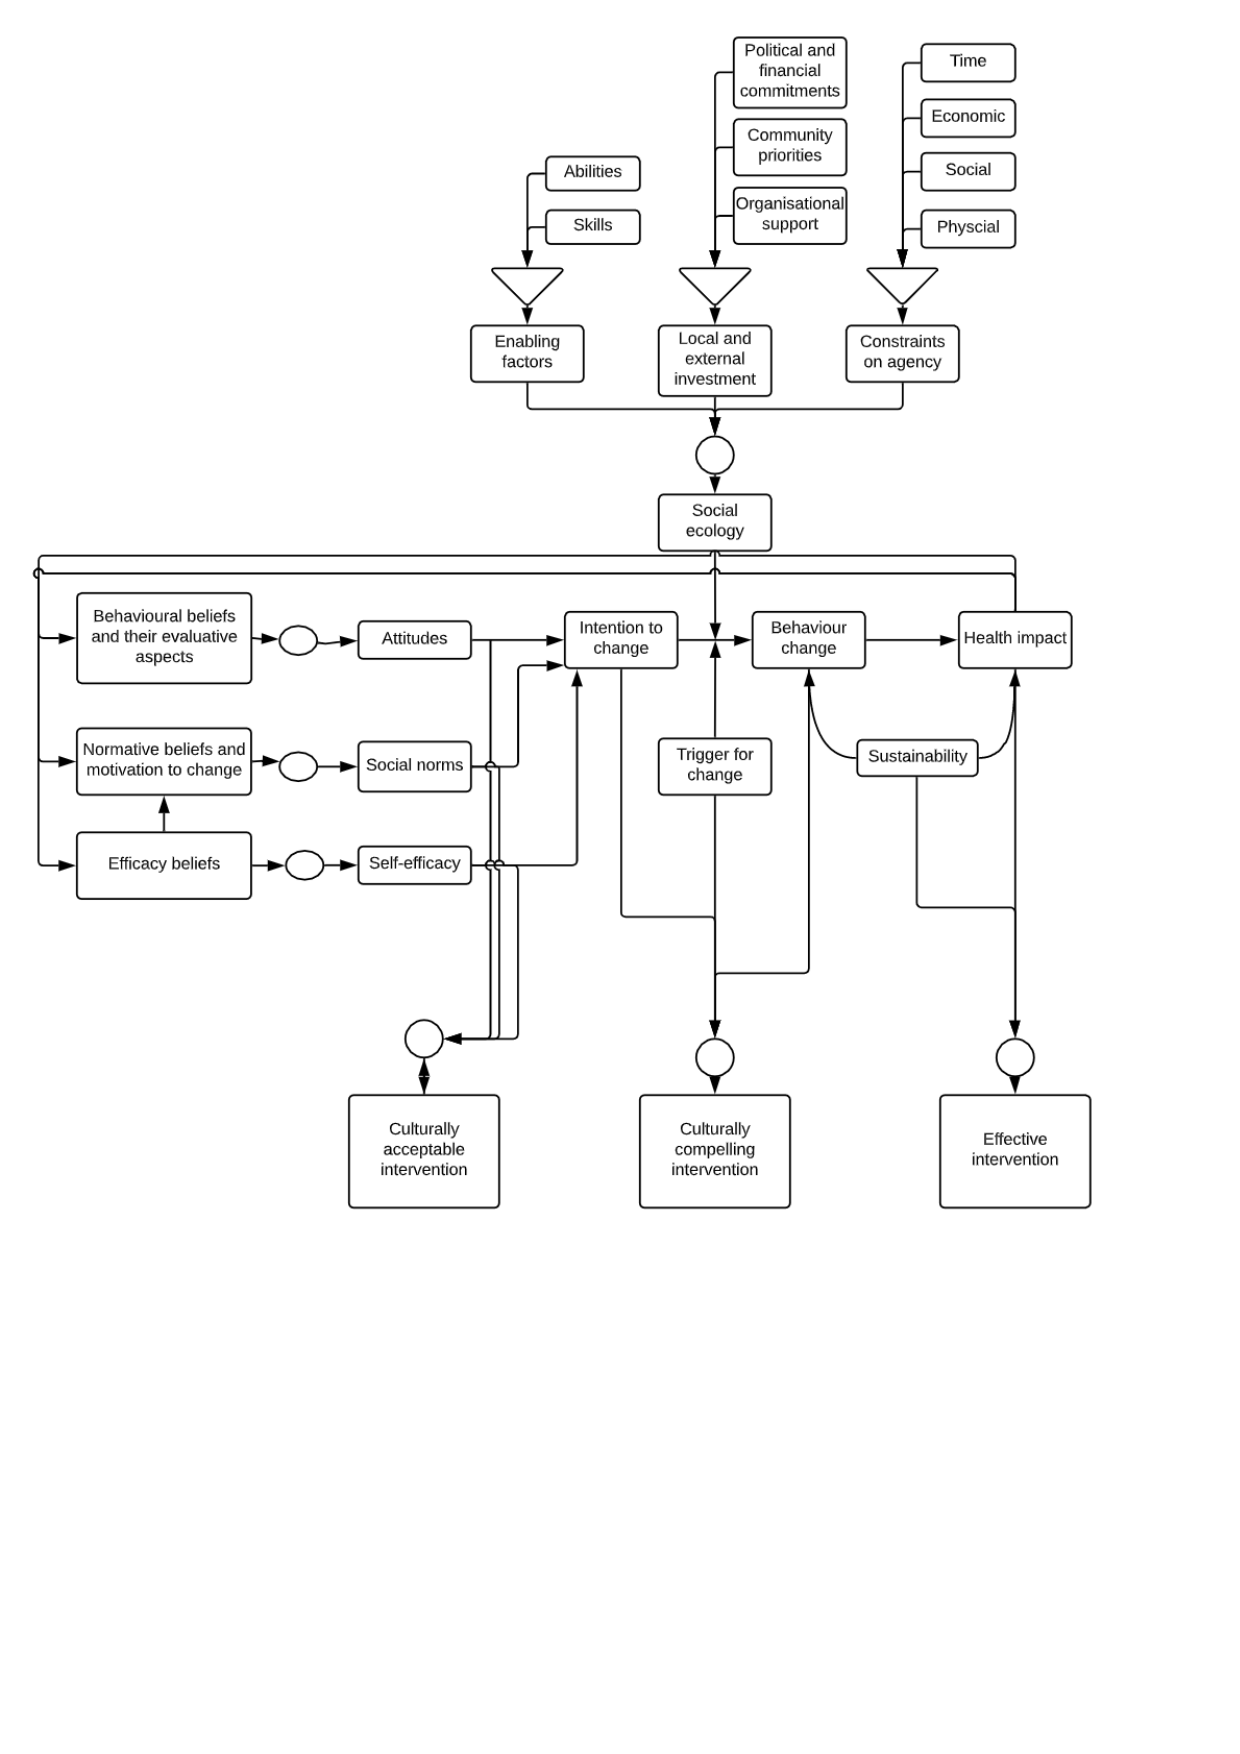 Political and
financial
commitments
Time
Economic
Community
priorities
Abilities
Social
Organisational
support
Skills
Physcial
Enabling
factors
Local and
external
investment
Constraints
on agency
Social
ecology
Behavioural beliefs
and their evaluative
aspects
Attitudes
Intention to
change
Behaviour
change
Health impact
Normative beliefs and
motivation to change
Social norms
Trigger for
change
Sustainability
Efficacy beliefs
Self-efficacy
Culturally
acceptable
intervention
Culturally
compelling
intervention
Effective
intervention